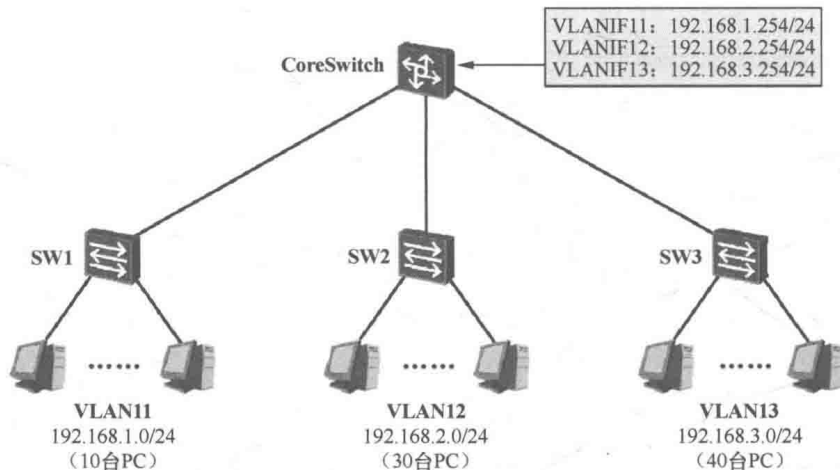 VLANIF11：192.168.1.254/24
VLANIF12：192.168.2.254/24
VLANIF13：192.168.3.254/24
CoreSwitch
SW1
SW2
SW3
……
……
……
VLAN11
192.168.1.0/24
（10台PC）
VLAN12
192.168.2.0/24
（30台PC）
VLAN13
192.168.3.0/24
（40台PC）